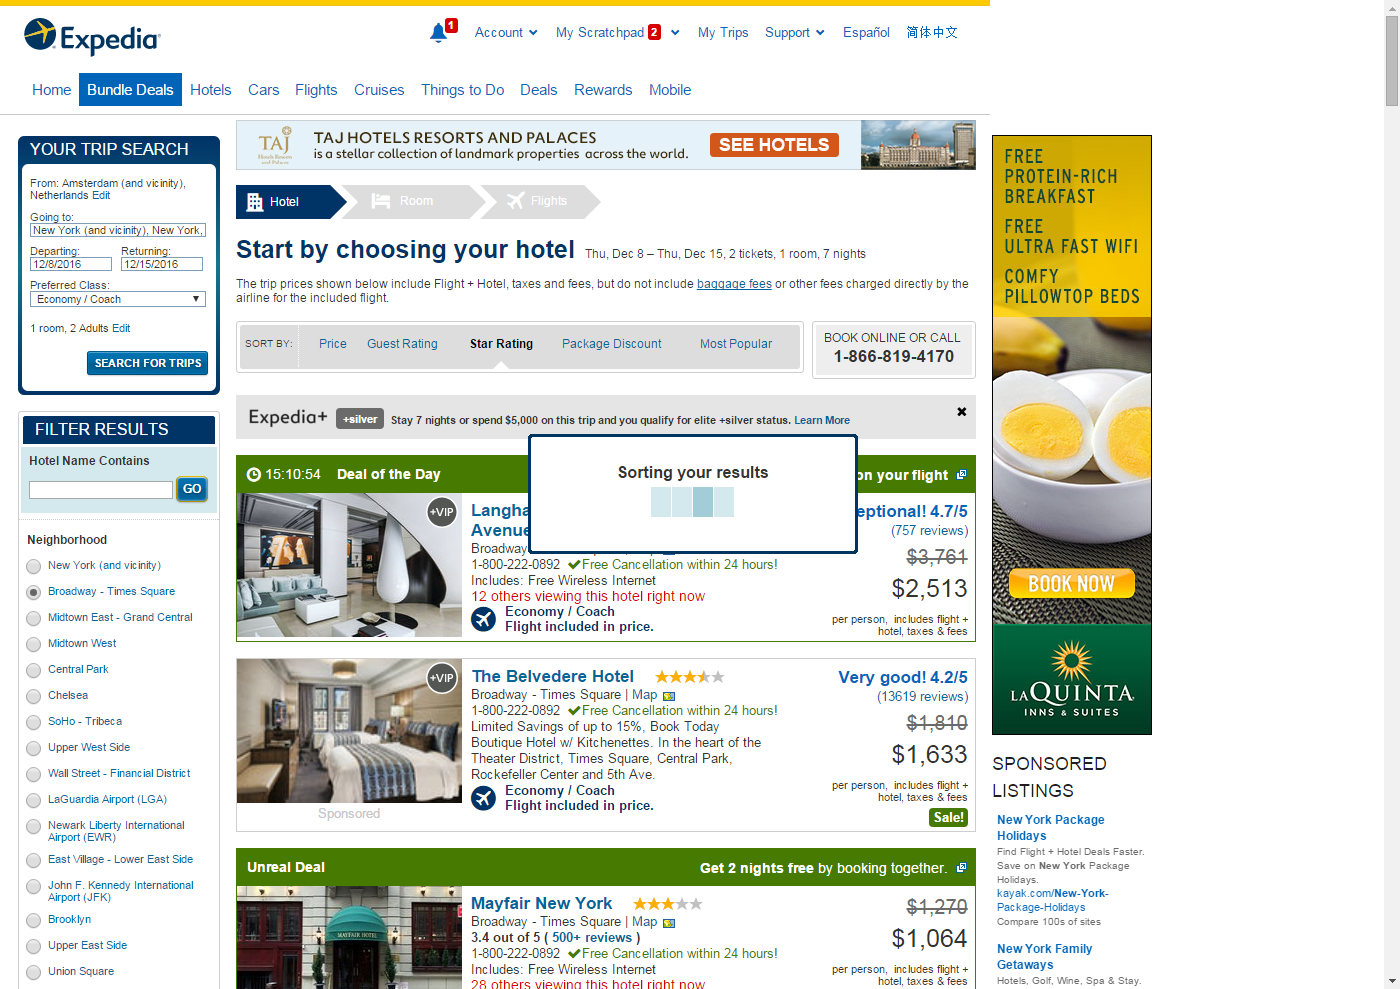 Expedia
1
Account
My Scratchpad 2
My Trips
Support
Español
简体中文
Home
Bundle Deals
Hotels
Cars
Flights
Cruises
Things to Do
Deals
Rewards
Mobile
YOUR TRIP SEARCH
From: Amsterdam (and vicinity),
Netherlands Edit
Going to:
New York (and vicinity), New York,
Departing:
Returning:
12/8/2016
12/15/2016
Preferred Class:
Economy / Coach
1 room, 2 Adults Edit
SEARCH FOR TRIPS
FILTER RESULTS
Hotel Name Contains
GO
Neighborhood
New York (and vicinity)
Broadway - Times Square
Midtown East - Grand Central
Midtown West
Central Park
Chelsea
SoHo - Tribeca
Upper West Side
Wall Street - Financial District
LaGuardia Airport (LGA)
Newark Liberty International
Airport (EWR)
East Village - Lower East Side
John F. Kennedy International
Airport (JFK)
Brooklyn
Upper East Side
Union Square
TAJ
Hotels Resorts
and Palaces
TAJ HOTELS RESORTS AND PALACES
is a stellar collection of landmark properties across the world.
SEE HOTELS
Hotel
Room
Flights
Start by choosing your hotel
Thu, Dec 8 – Thu, Dec 15, 2 tickets, 1 room, 7 nights
The trip prices shown below include Flight + Hotel, taxes and fees, but do not include baggage fees or other fees charged directly by the
airline for the included flight.
SORT BY:
Price
Guest Rating
Star Rating
Package Discount
Most Popular
BOOK ONLINE OR CALL
1-866-819-4170
Expedia+
+silver
Stay 7 nights or spend $5,000 on this trip and you qualify for elite +silver status. Learn More
Sorting your results
15:10:54
Deal of the Day
on your flight
+VIP
Langha
Avenue
Broadway
1-800-222-0892
Free Cancellation within 24 hours!
Includes: Free Wireless Internet
12 others viewing this hotel right now
Economy / Coach
Flight included in price.
eptional! 4.7/5
(757 reviews)
$3,761
$2,513
per person, includes flight +
hotel, taxes & fees
+VIP
Sponsored
The Belvedere Hotel
Broadway - Times Square | Map
1-800-222-0892
Free Cancellation within 24 hours!
Limited Savings of up to 15%, Book Today
Boutique Hotel w/ Kitchenettes. In the heart of the
Theater District, Times Square, Central Park,
Rockefeller Center and 5th Ave.
Economy / Coach
Flight included in price.
Very good! 4.2/5
(13619 reviews)
$1,810
$1,633
per person, includes flight +
hotel, taxes & fees
Sale!
Unreal Deal
Get 2 nights free by booking together.
MAYFAIR HOTEL
Mayfair New York
Broadway - Times Square | Map
3.4 out of 5 ( 500+ reviews )
1-800-222-0892
Free Cancellation within 24 hours!
Includes: Free Wireless Internet
28 others viewing this hotel right now
$1,270
$1,064
per person, includes flight +
hotel, taxes & fees
FREE
PROTEIN-RICH
BREAKFAST
FREE
ULTRA FAST WIFI
COMFY
PILLOWTOP BEDS
BOOK NOW
LAQUINTA
INNS & SUITES
SPONSORED
LISTINGS
New York Package
Holidays
Find Flight + Hotel Deals Faster.
Save on New York Package
Holidays.
kayak.com/New-York-
Package-Holidays
Compare 100s of sites
New York Family
Getaways
Hotels, Golf, Wine, Spa & Stay.